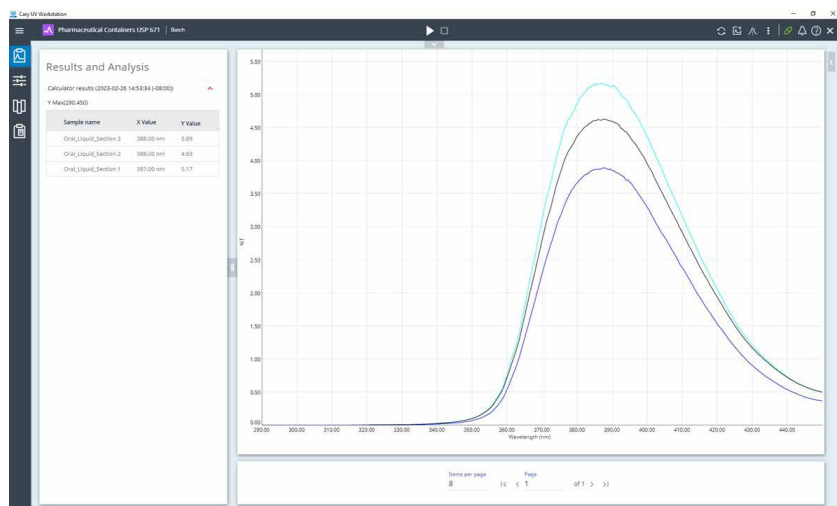 Cary UV Workstation
Pharmaceutical Containers USP 671 Batch
Results and Analysis
Calculator results (2023-02-26 14:53:34 (-08:00))
Y Max(290.450)
Sample name X Value Y Value
Oral_Liquid_Section 3 388.00 nm 3.89
Oral_Liquid_Section 2 388.00 nm 4.63
Oral_Liquid_Section 1 387.00 nm 5.17
5.50
5.00
4.50
4.00
3.50
3.00
%T
2.50
2.00
1.50
1.00
0.50
0.00
290.00 300.00 310.00 320.00 330.00 340.00 350.00 360.00 370.00 380.00 390.00 400.00 410.00 420.00 430.00 440.00
Wavelength (nm)
Items per page Page
8 1 of 1